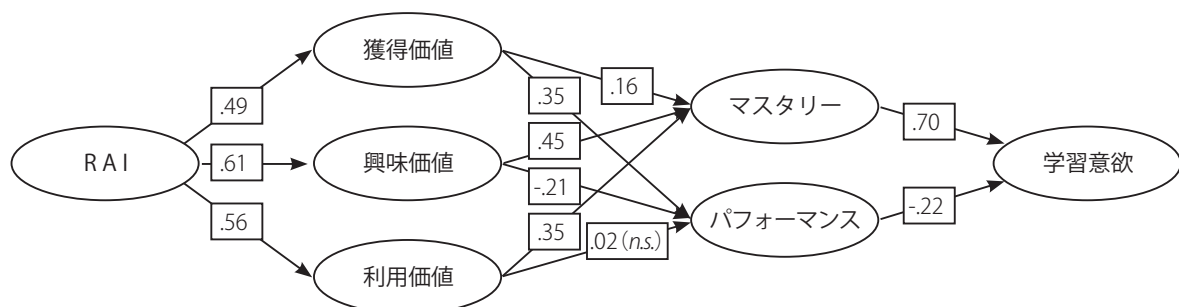 獲得価値
.49
.35
.16
マスタリー
.70
R A I
.61
興味価値
.45
-.21
学習意欲
.56
.35
.02(n.s.)
パフォーマンス
-.22
利用価値